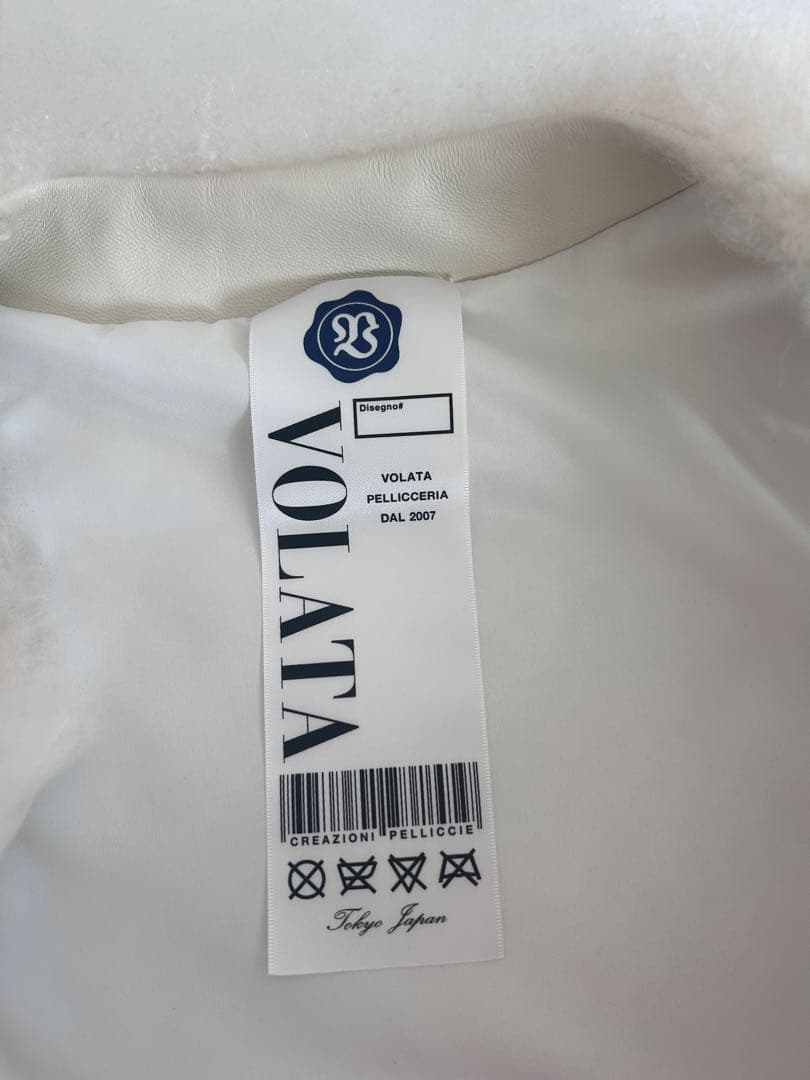 Disegno#
VOLATA
VOLATA
PELLICCERIA
DAL 2007
CREAZIONI PELLICCIE
Tokyo Japan